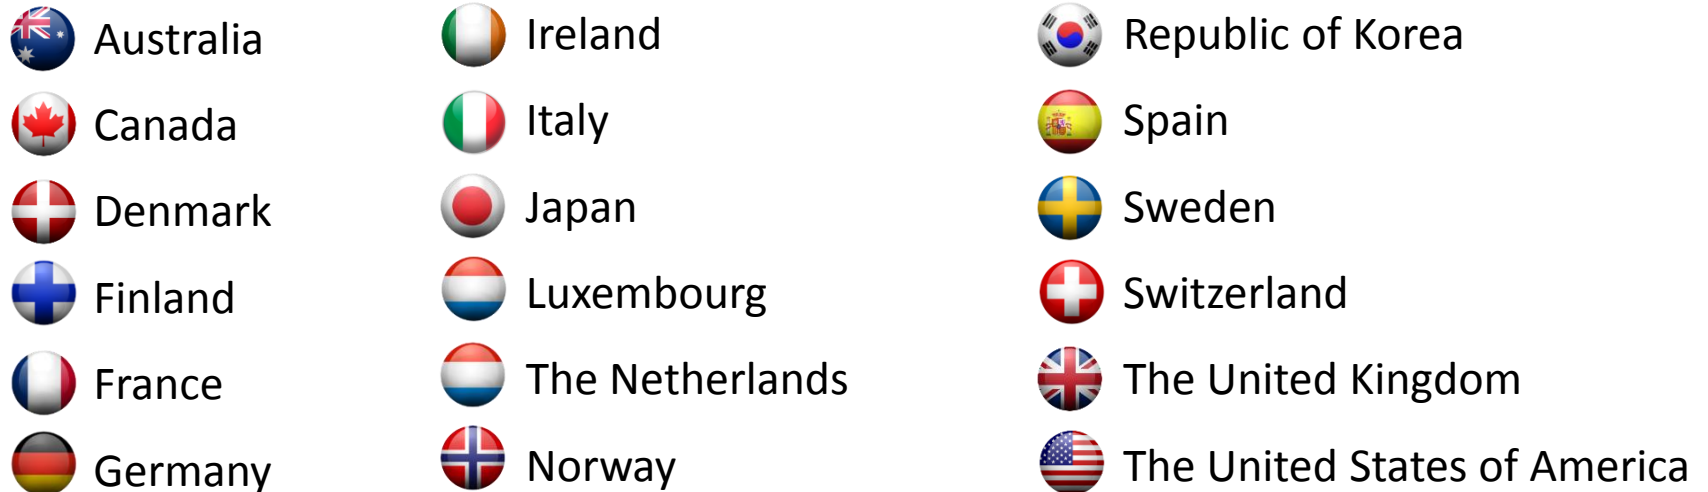 Australia
Canada
Denmark
Finland
France
Germany
Ireland
Italy
Japan
Luxembourg
The Netherlands
Norway
Republic of Korea
Spain
Sweden
Switzerland
The United Kingdom
The United States of America